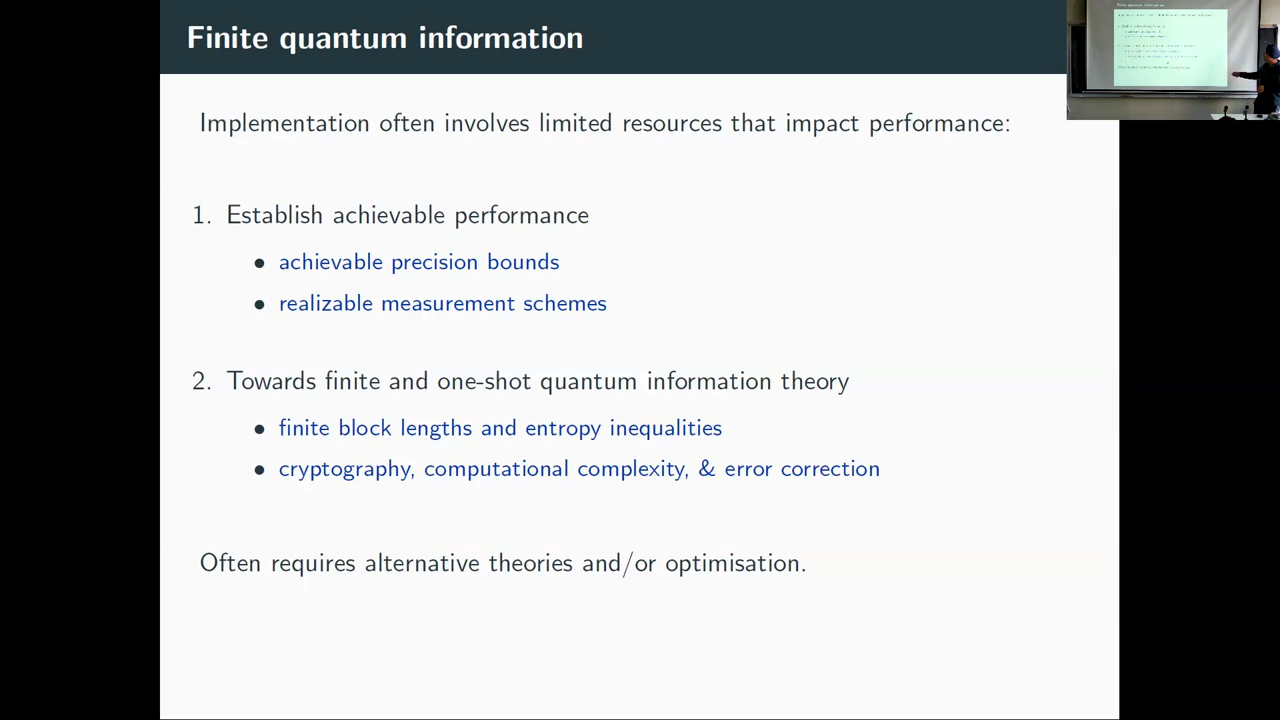 Finite quantum information
Implementation often involves limited resources that impact performance:
1. Establish achievable performance
• achievable precision bounds
• realizable measurement schemes
2. Towards finite and one-shot quantum information theory
• finite block lengths and entropy inequalities
• cryptography, computational complexity, & error correction
Often requires alternative theories and/or optimisation.